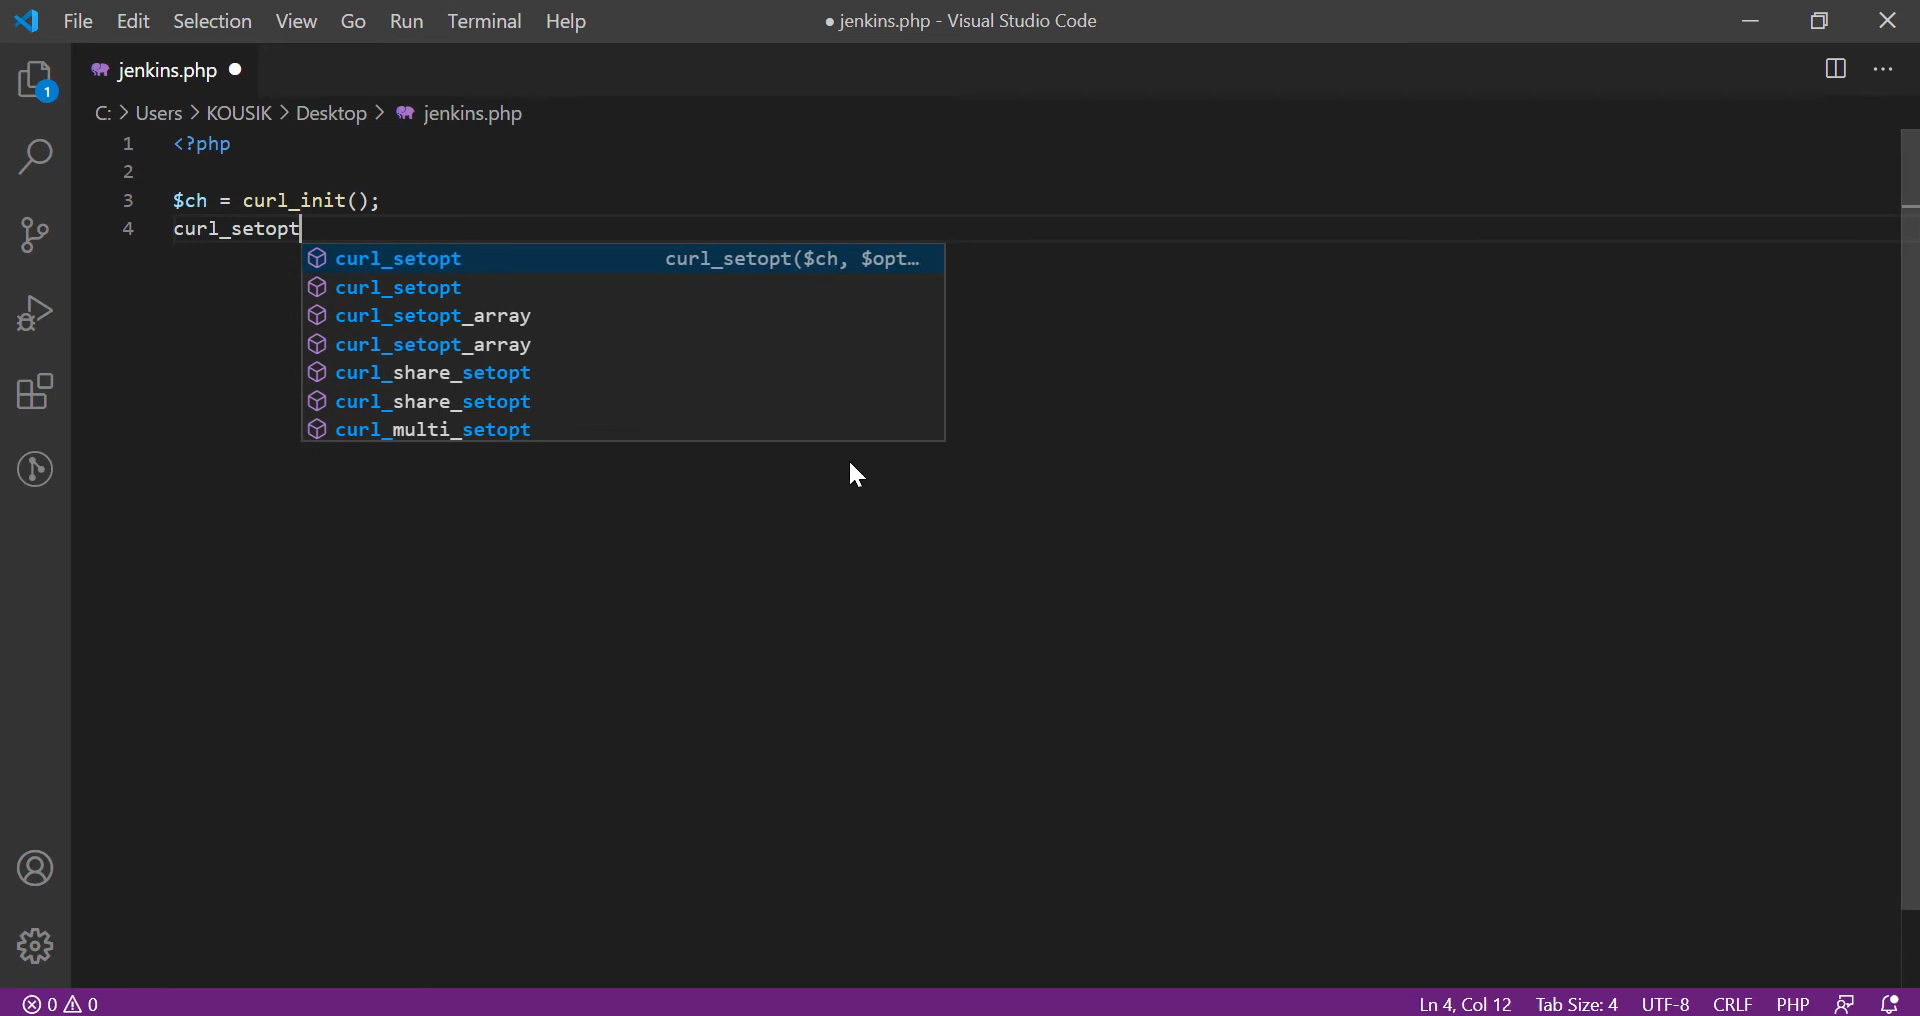 File Edit Selection View Go Run Terminal Help ● jenkins.php - Visual Studio Code
jenkins.php ●
1
C: > Users > KOUSIK > Desktop > jenkins.php
1 <?php
2
3 $ch = curl_init();
4 curl_setopt
curl_setopt curl_setopt($ch, $opt…
curl_setopt
curl_setopt_array
curl_setopt_array
curl_share_setopt
curl_share_setopt
curl_multi_setopt
0 0 Ln 4, Col 12 Tab Size: 4 UTF-8 CRLF PHP